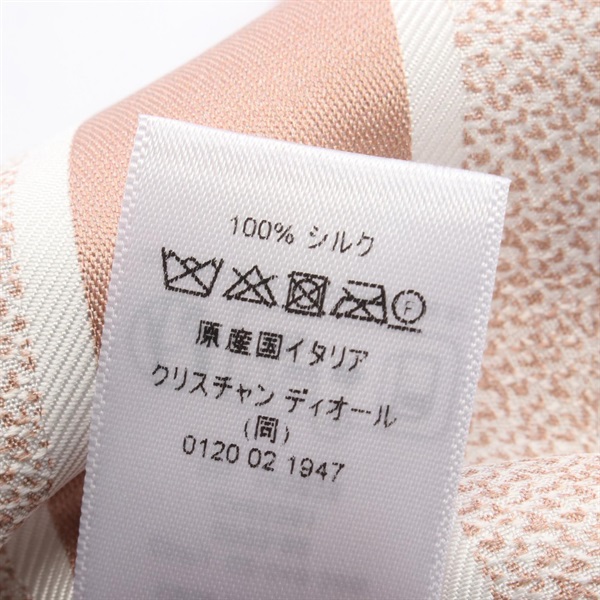 100% シルク
F
原産国イタリア
クリスチャン ディオール
(同)
0120 02 1947